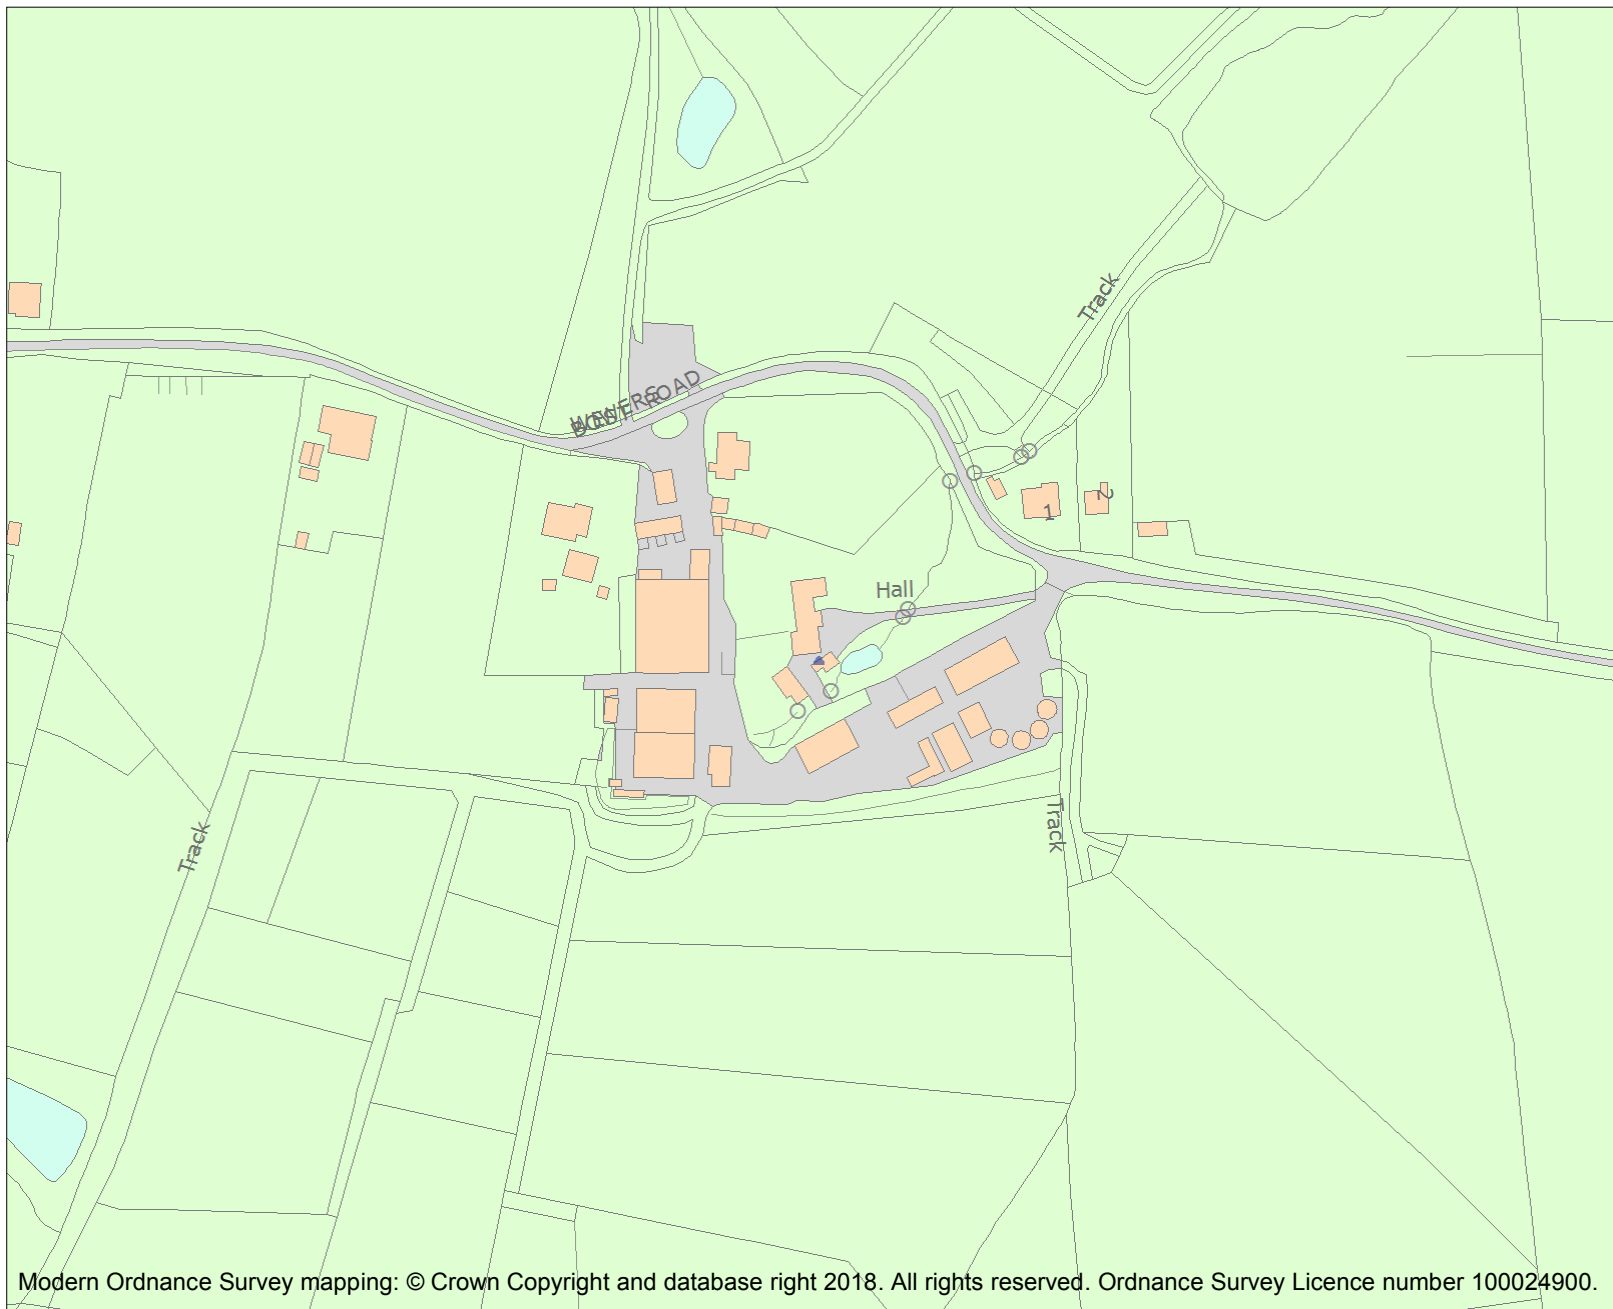 Track
ROAD
Hall
1
2
Track
Track
Modern Ordnance Survey mapping: © Crown Copyright and database right 2018. All rights reserved. Ordnance Survey Licence number 100024900.